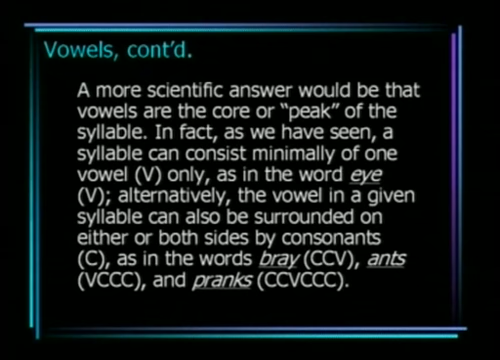 Vowels, cont'd.
A more scientific answer would be that
vowels are the core or "peak" of the
syllable. In fact, as we have seen, a
syllable can consist minimally of one
vowel (V) only, as in the word eye
(V); alternatively, the vowel in a given
syllable can also be surrounded on
either or both sides by consonants
(C), as in the words bray (CCV), ants
(VCCC), and pranks (CCVCCC).